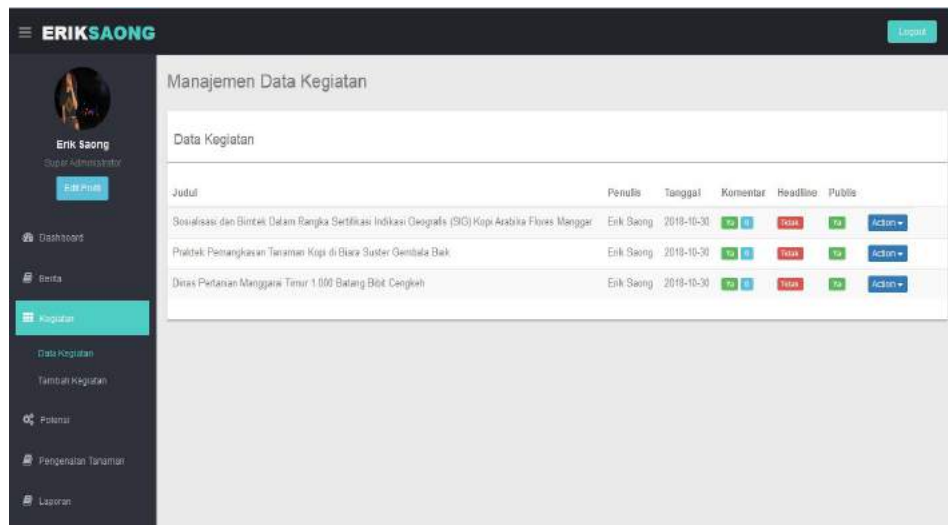 ERIKSAONG
Logout
Erik Saong
Super Administrator
Edit Profil
Dashboard
Berita
Kegiatan
Data Kegiatan
Tambah Kegiatan
Potensi
Pengenalan Tanaman
Laporan
Manajemen Data Kegiatan
Data Kegiatan
Judul Penulis Tanggal Komentar Headline Publis
Sosialisasi dan Bimtek Dalam Rangka Sertifikasi Indikasi Geografis (SIG) Kopi Arabika Flores Manggar Erik Saong 2018-10-30 Ya 0 Tidak Ya Action
Praktek Pemangkasan Tanaman Kopi di Biara Suster Gembala Baik Erik Saong 2018-10-30 Ya 0 Tidak Ya Action
Dinas Pertanian Manggarai Timur 1.000 Batang Bibit Cengkeh Erik Saong 2018-10-30 Ya 0 Tidak Ya Action